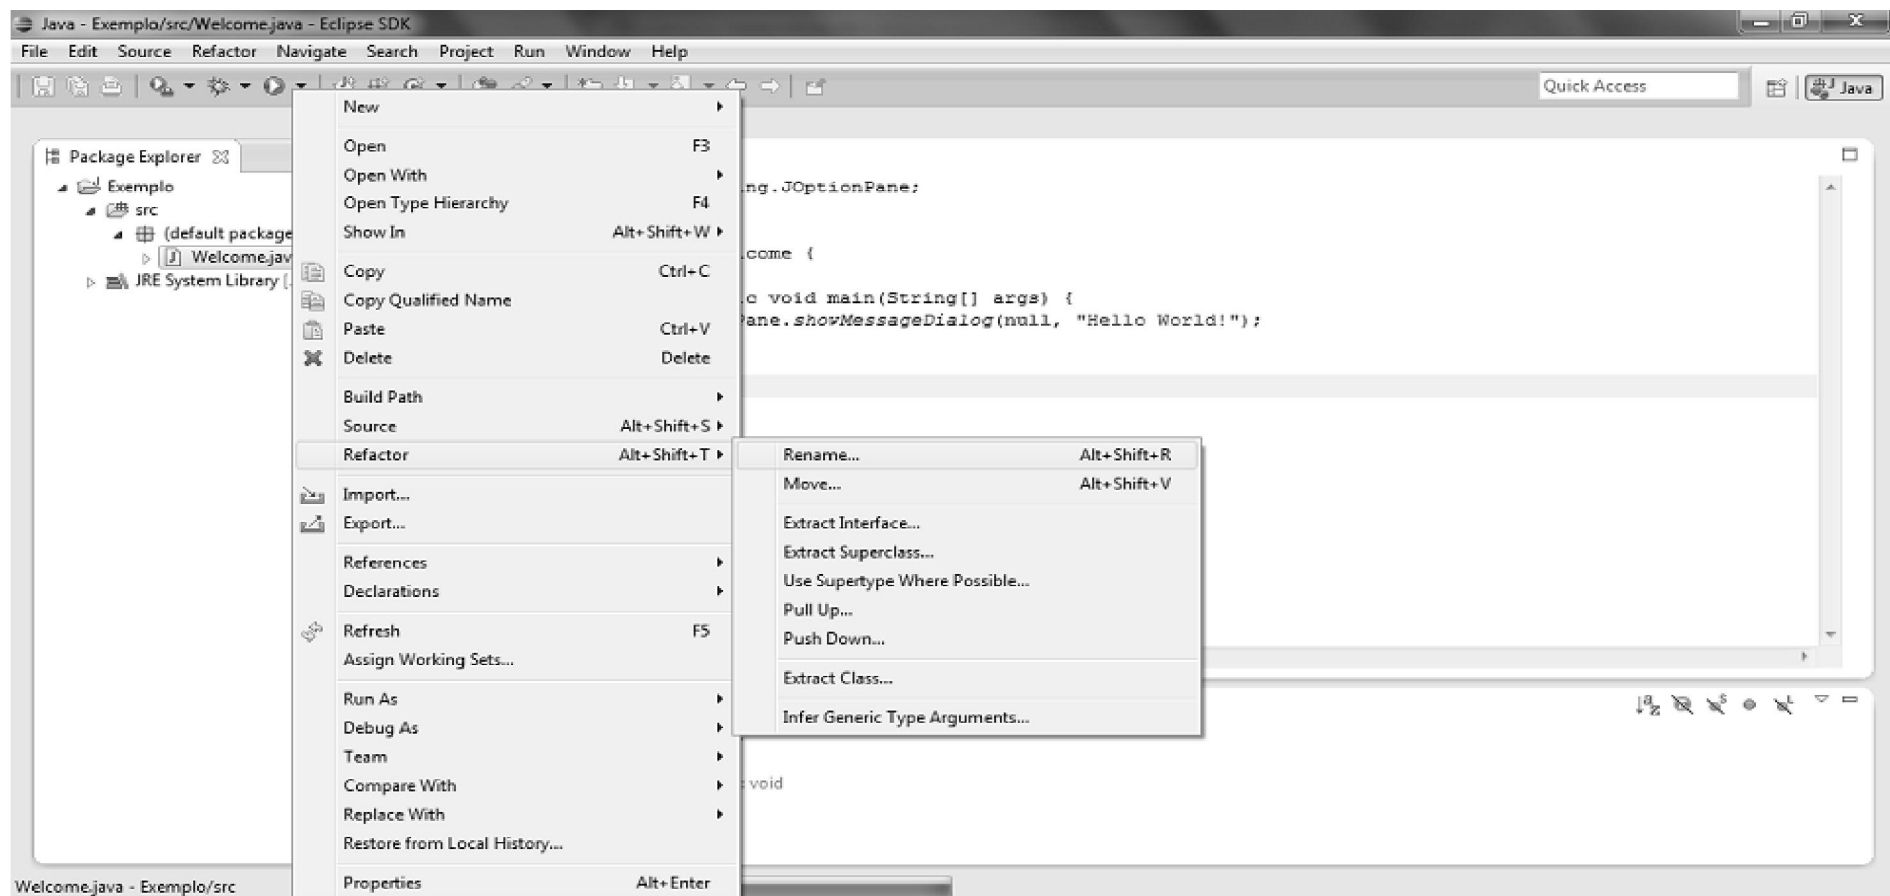 Java - Exemplo/src/Welcome.java - Eclipse SDK
File Edit Source Refactor Navigate Search Project Run Window Help
Quick Access
Java
Package Explorer
Exemplo
src
(default package
Welcome.jav
JRE System Library [
New
Open F3
Open With
Open Type Hierarchy F4
Show In Alt+Shift+W
Copy Ctrl+C
Copy Qualified Name
Paste Ctrl+V
Delete Delete
Build Path
Source Alt+Shift+S
Refactor Alt+Shift+T
Import...
Export...
References
Declarations
Refresh F5
Assign Working Sets...
Run As
Debug As
Team
Compare With
Replace With
Restore from Local History...
Properties Alt+Enter
Rename... Alt+Shift+R
Move... Alt+Shift+V
Extract Interface...
Extract Superclass...
Use Supertype Where Possible...
Pull Up...
Push Down...
Extract Class...
Infer Generic Type Arguments...
ng.JOptionPane;
come {
c void main(String[] args) {
Pane.showMessageDialog(null, "Hello World!");
: void
Welcome.java - Exemplo/src